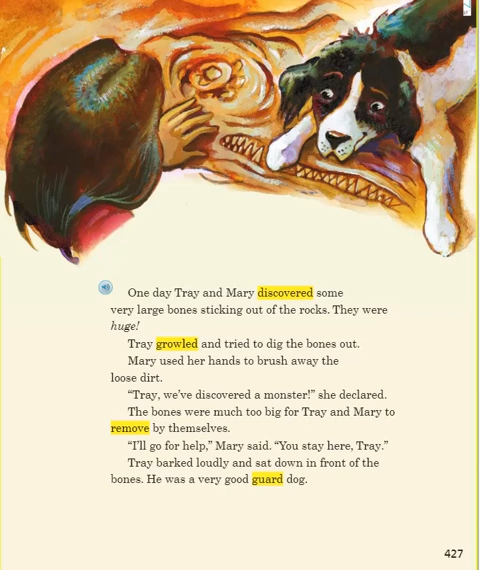 One day Tray and Mary discovered some
very large bones sticking out of the rocks. They were
huge!
Tray growled and tried to dig the bones out.
Mary used her hands to brush away the
loose dirt.
“Tray, we’ve discovered a monster!” she declared.
The bones were much too big for Tray and Mary to
remove by themselves.
“I’ll go for help,” Mary said. “You stay here, Tray.”
Tray barked loudly and sat down in front of the
bones. He was a very good guard dog.
427